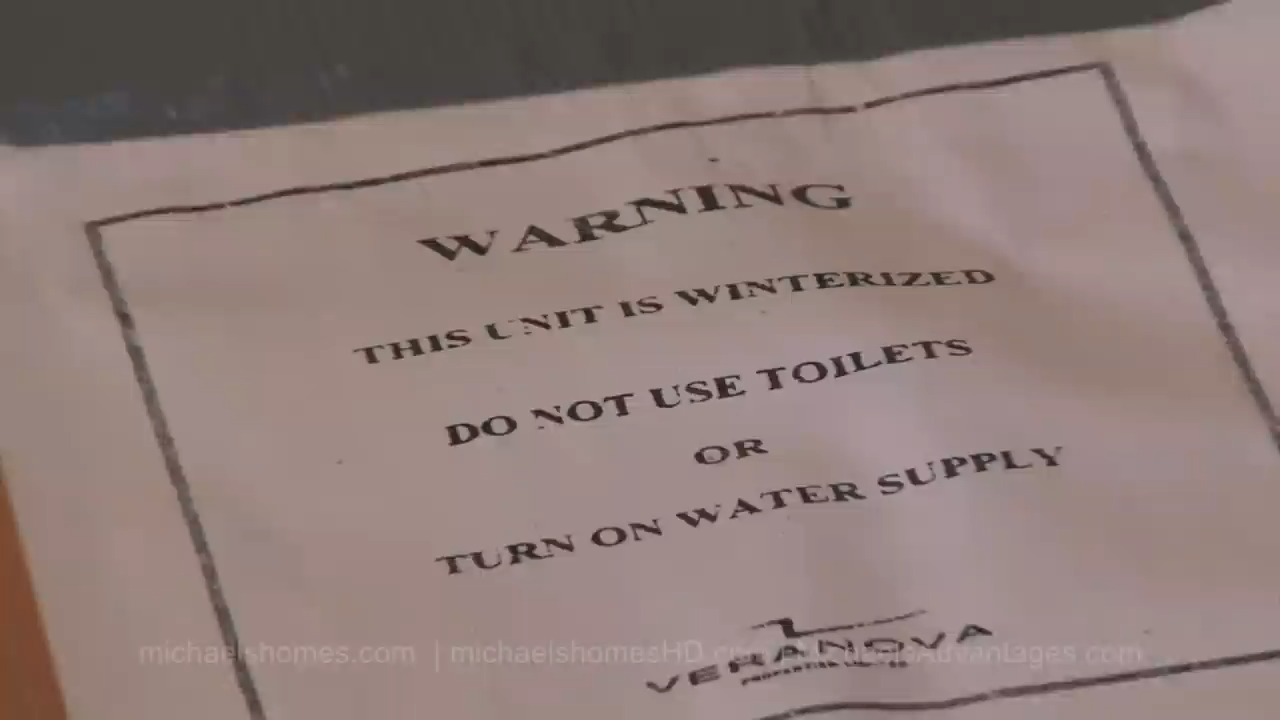 WARNING
THIS UNIT IS WINTERIZED
DO NOT USE TOILETS
OR
TURN ON WATER SUPPLY
VERANOVA
michaelshomes.com | michaelshomesHD.com